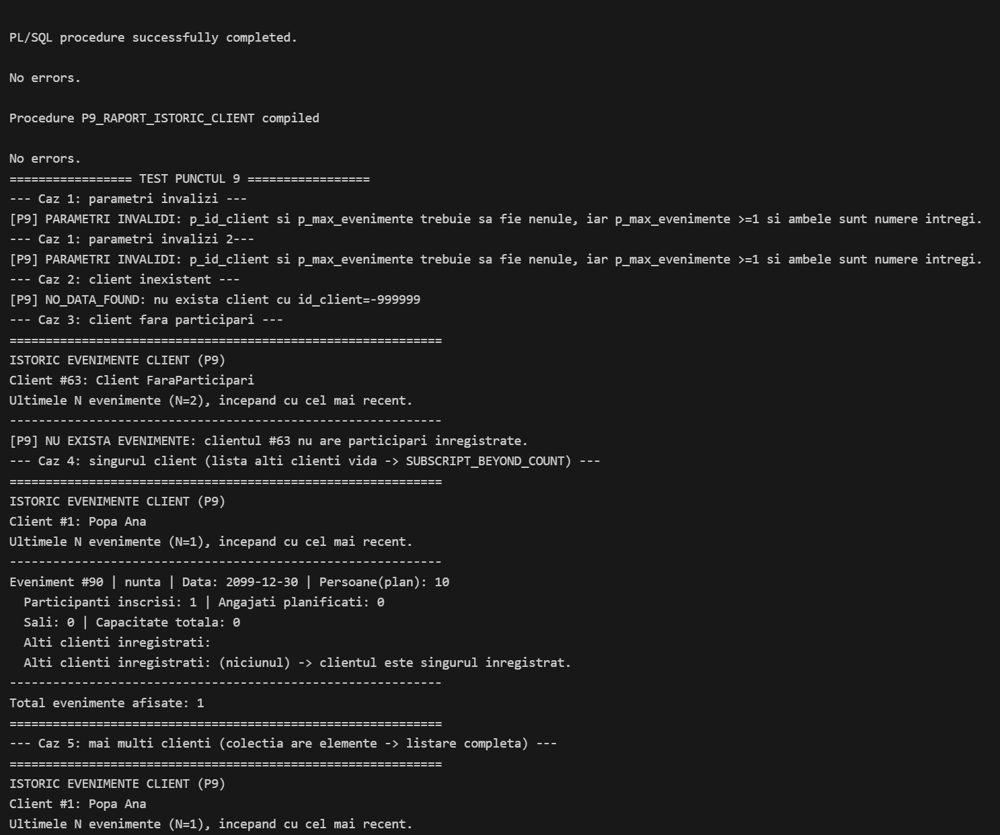 PL/SQL procedure successfully completed.
No errors.
Procedure P9_RAPORT_ISTORIC_CLIENT compiled
No errors.
================= TEST PUNCTUL 9 =================
--- Caz 1: parametri invalizi ---
[P9] PARAMETRI INVALIDI: p_id_client si p_max_evenimente trebuie sa fie nenule, iar p_max_evenimente >=1 si ambele sunt numere intregi.
--- Caz 1: parametri invalizi 2---
[P9] PARAMETRI INVALIDI: p_id_client si p_max_evenimente trebuie sa fie nenule, iar p_max_evenimente >=1 si ambele sunt numere intregi.
--- Caz 2: client inexistent ---
[P9] NO_DATA_FOUND: nu exista client cu id_client=-999999
--- Caz 3: client fara participari ---
============================================================
ISTORIC EVENIMENTE CLIENT (P9)
Client #63: Client FaraParticipari
Ultimele N evenimente (N=2), incepand cu cel mai recent.
------------------------------------------------------------
[P9] NU EXISTA EVENIMENTE: clientul #63 nu are participari inregistrate.
--- Caz 4: singurul client (lista alti clienti vida -> SUBSCRIPT_BEYOND_COUNT) ---
============================================================
ISTORIC EVENIMENTE CLIENT (P9)
Client #1: Popa Ana
Ultimele N evenimente (N=1), incepand cu cel mai recent.
------------------------------------------------------------
Eveniment #90 | nunta | Data: 2099-12-30 | Persoane(plan): 10
  Participanti inscrisi: 1 | Angajati planificati: 0
  Sali: 0 | Capacitate totala: 0
  Alti clienti inregistrati:
  Alti clienti inregistrati: (niciunul) -> clientul este singurul inregistrat.
------------------------------------------------------------
Total evenimente afisate: 1
============================================================
--- Caz 5: mai multi clienti (colectia are elemente -> listare completa) ---
============================================================
ISTORIC EVENIMENTE CLIENT (P9)
Client #1: Popa Ana
Ultimele N evenimente (N=1), incepand cu cel mai recent.